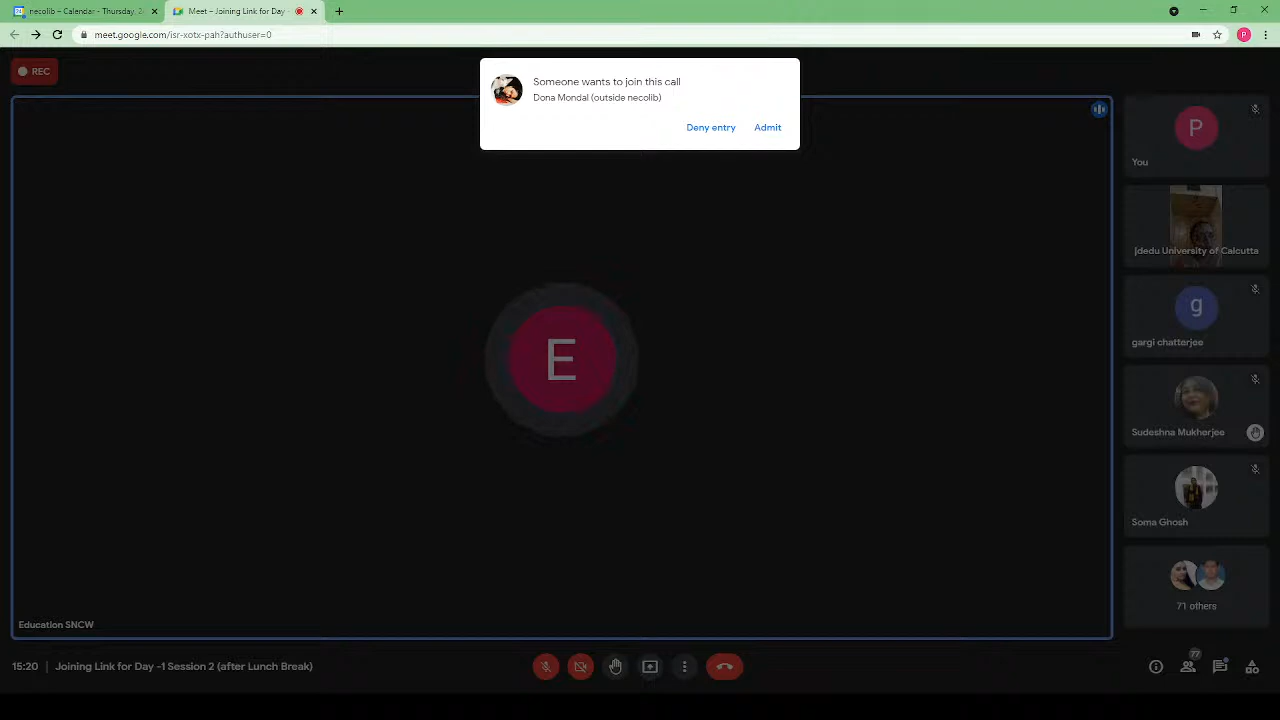 necolib – Calendar - Thursday, 2
Meet – Joining Link for Day -
meet.google.com/isr-xotx-pah?authuser=0
P
REC
Someone wants to join this call
Dona Mondal (outside necolib)
Deny entry
Admit
P
You
Jdedu University of Calcutta
g
gargi chatterjee
Sudeshna Mukherjee
Soma Ghosh
71 others
E
Education SNCW
15:20 | Joining Link for Day -1 Session 2 (after Lunch Break)
77